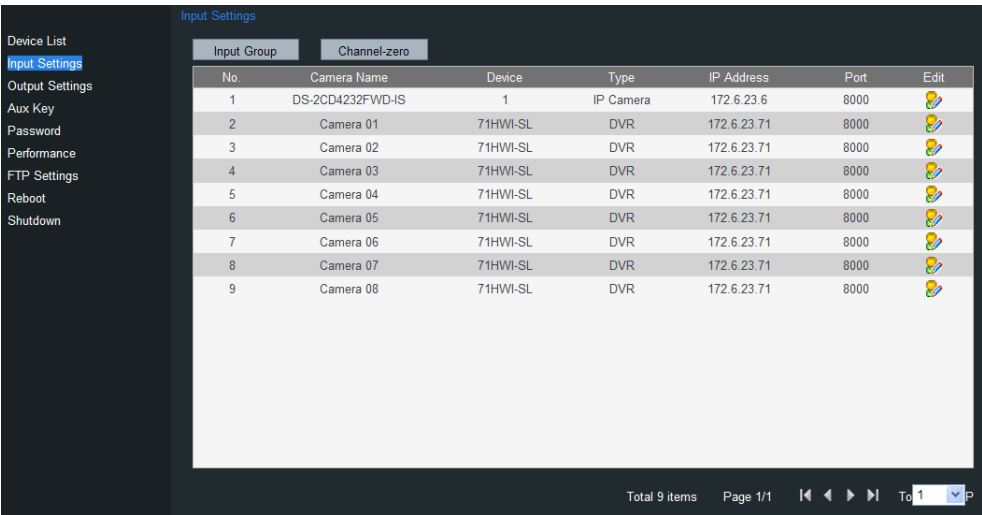 Input Settings
Device List
Input Settings
Output Settings
Aux Key
Password
Performance
FTP Settings
Reboot
Shutdown
Input Group Channel-zero
No. Camera Name Device Type IP Address Port Edit
1 DS-2CD4232FWD-IS 1 IP Camera 172.6.23.6 8000
2 Camera 01 71HWI-SL DVR 172.6.23.71 8000
3 Camera 02 71HWI-SL DVR 172.6.23.71 8000
4 Camera 03 71HWI-SL DVR 172.6.23.71 8000
5 Camera 04 71HWI-SL DVR 172.6.23.71 8000
6 Camera 05 71HWI-SL DVR 172.6.23.71 8000
7 Camera 06 71HWI-SL DVR 172.6.23.71 8000
8 Camera 07 71HWI-SL DVR 172.6.23.71 8000
9 Camera 08 71HWI-SL DVR 172.6.23.71 8000
Total 9 items Page 1/1 To 1 P